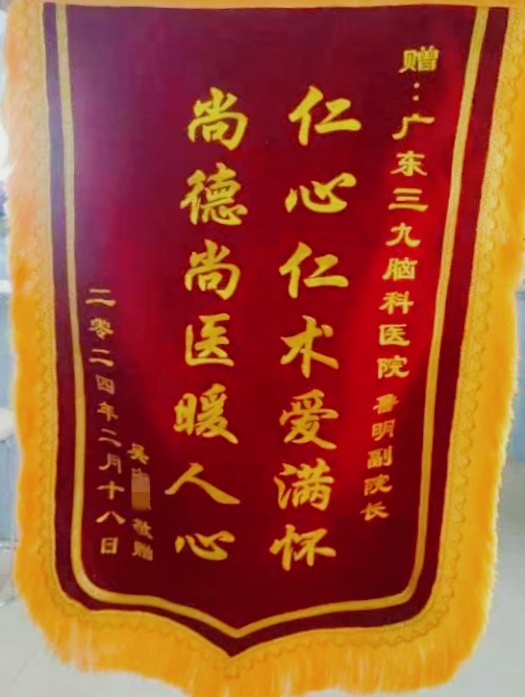 赠：广东三九脑科医院 鲁明副院长
仁心仁术爱满怀
尚德尚医暖人心
吴 敬赠
二零二四年二月十八日